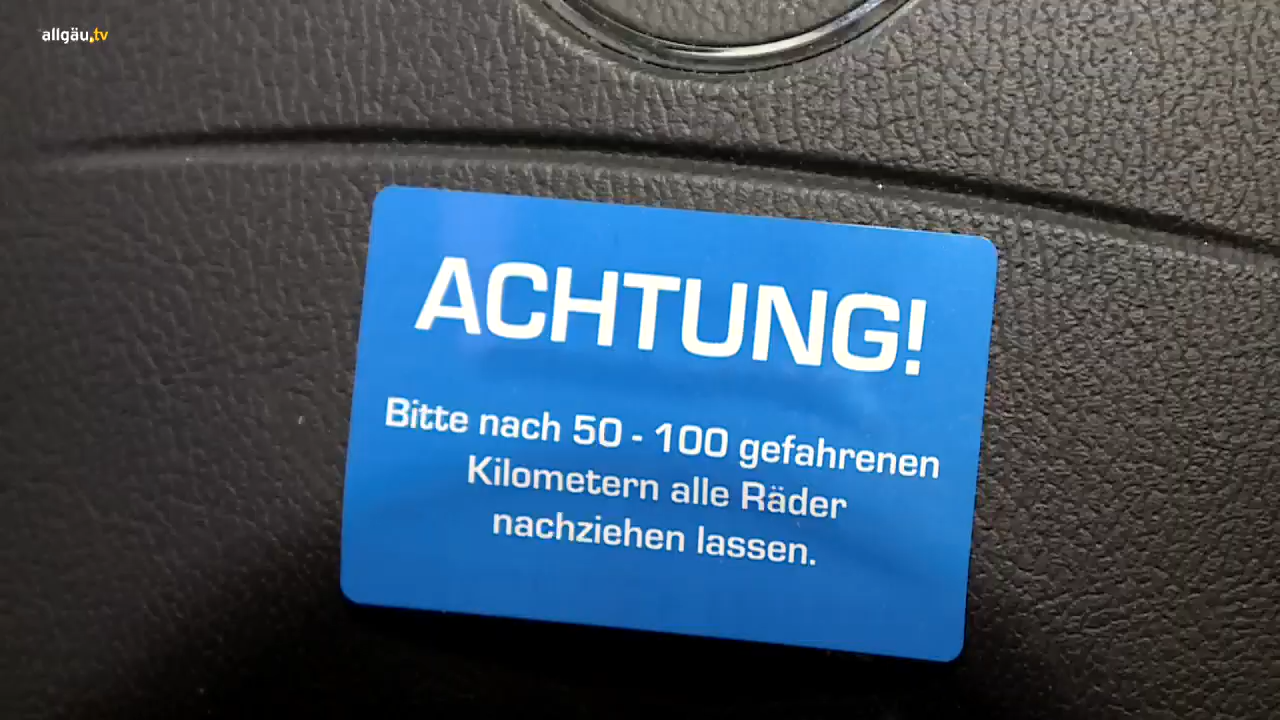 allgäu.tv
ACHTUNG!
Bitte nach 50 - 100 gefahrenen
Kilometern alle Räder
nachziehen lassen.